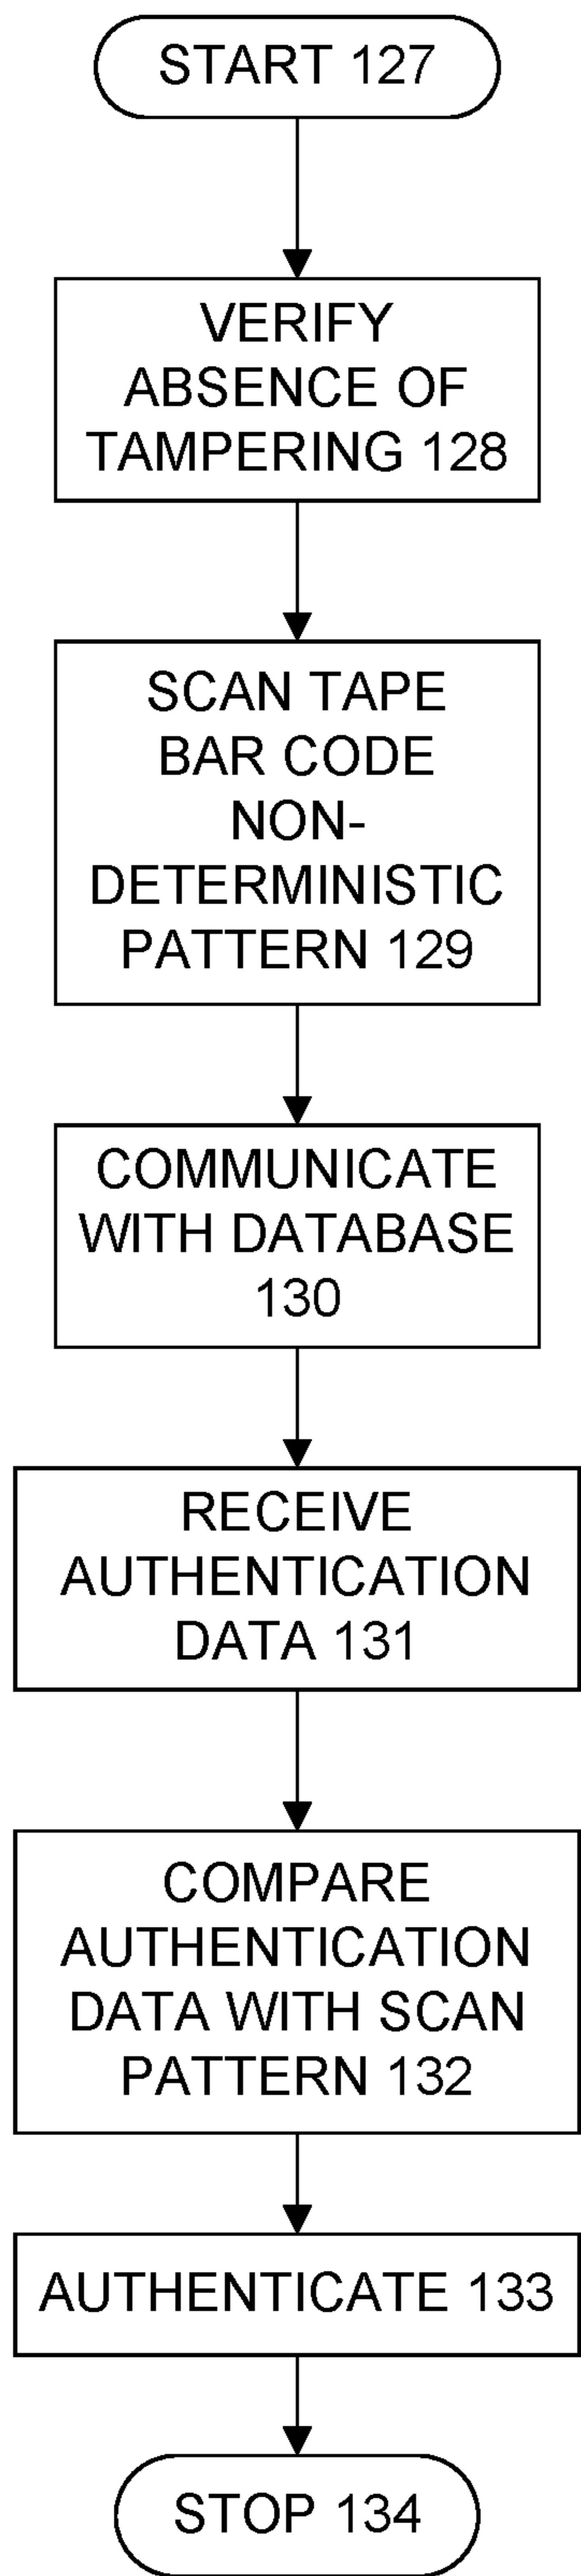 START 127
VERIFY
ABSENCE OF
TAMPERING 128
SCAN TAPE
BAR CODE
NON-
DETERMINISTIC
PATTERN 129
COMMUNICATE
WITH DATABASE
130
RECEIVE
AUTHENTICATION
DATA 131
COMPARE
AUTHENTICATION
DATA WITH SCAN
PATTERN 132
AUTHENTICATE 133
STOP 134